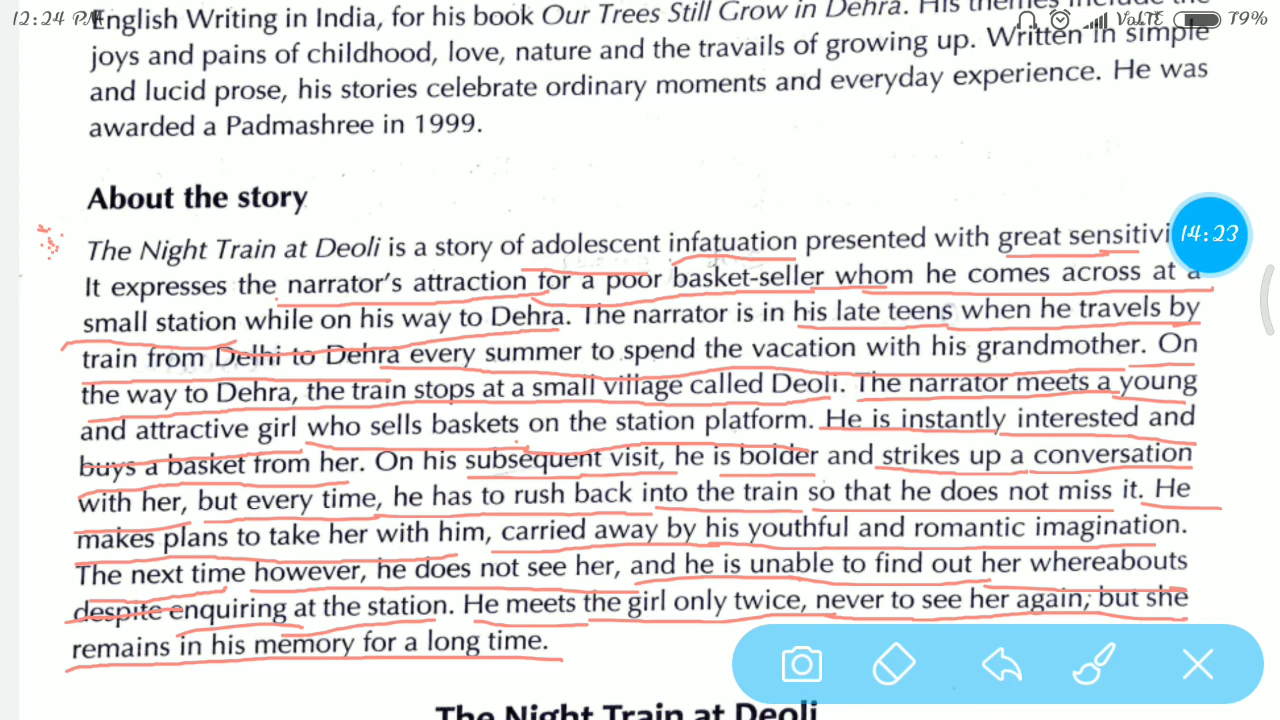 12:24 PM
VoLTE 79%
English Writing in India, for his book Our Trees Still Grow in Dehra. His themes include the
joys and pains of childhood, love, nature and the travails of growing up. Written in simple
and lucid prose, his stories celebrate ordinary moments and everyday experience. He was
awarded a Padmashree in 1999.
About the story
The Night Train at Deoli is a story of adolescent infatuation presented with great sensitivi
14:23
It expresses the narrator's attraction for a poor basket-seller whom he comes across at a
small station while on his way to Dehra. The narrator is in his late teens when he travels by
train from Delhi to Dehra every summer to spend the vacation with his grandmother. On
the way to Dehra, the train stops at a small village called Deoli. The narrator meets a young
and attractive girl who sells baskets on the station platform. He is instantly interested and
buys a basket from her. On his subsequent visit, he is bolder and strikes up a conversation
with her, but every time, he has to rush back into the train so that he does not miss it. He
makes plans to take her with him, carried away by his youthful and romantic imagination.
The next time however, he does not see her, and he is unable to find out her whereabouts
despite enquiring at the station. He meets the girl only twice, never to see her again; but she
remains in his memory for a long time.
The Night Train at Deoli